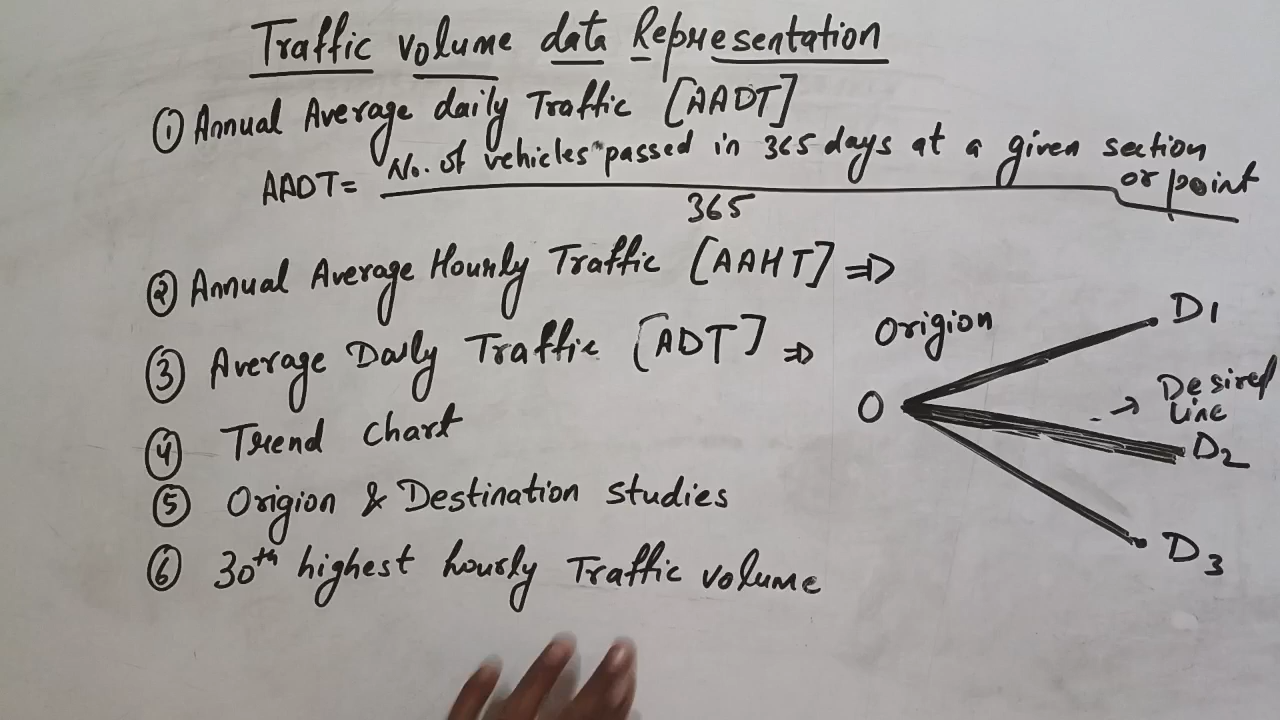 Traffic volume data Representation
① Annual Average daily Traffic [AADT]
AADT = No. of vehicles passed in 365 days at a given section or point
365
② Annual Average Hourly Traffic [AAHT] ⇒
③ Average Daily Traffic [ADT] ⇒
④ Trend chart
⑤ Origion & Destination studies
⑥ 30th highest hourly Traffic volume
Origion
O
D1
→ Desired
line
D2
D3